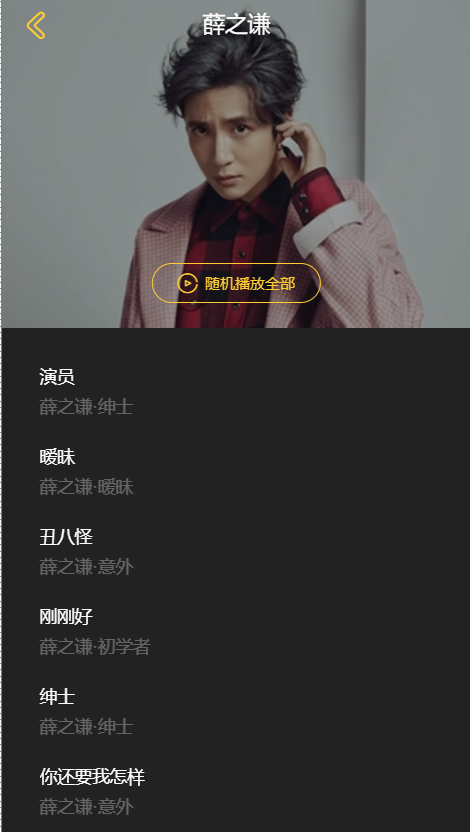 薛之谦
随机播放全部
演员
薛之谦·绅士
暧昧
薛之谦·暧昧
丑八怪
薛之谦·意外
刚刚好
薛之谦·初学者
绅士
薛之谦·绅士
你还要我怎样
薛之谦·意外